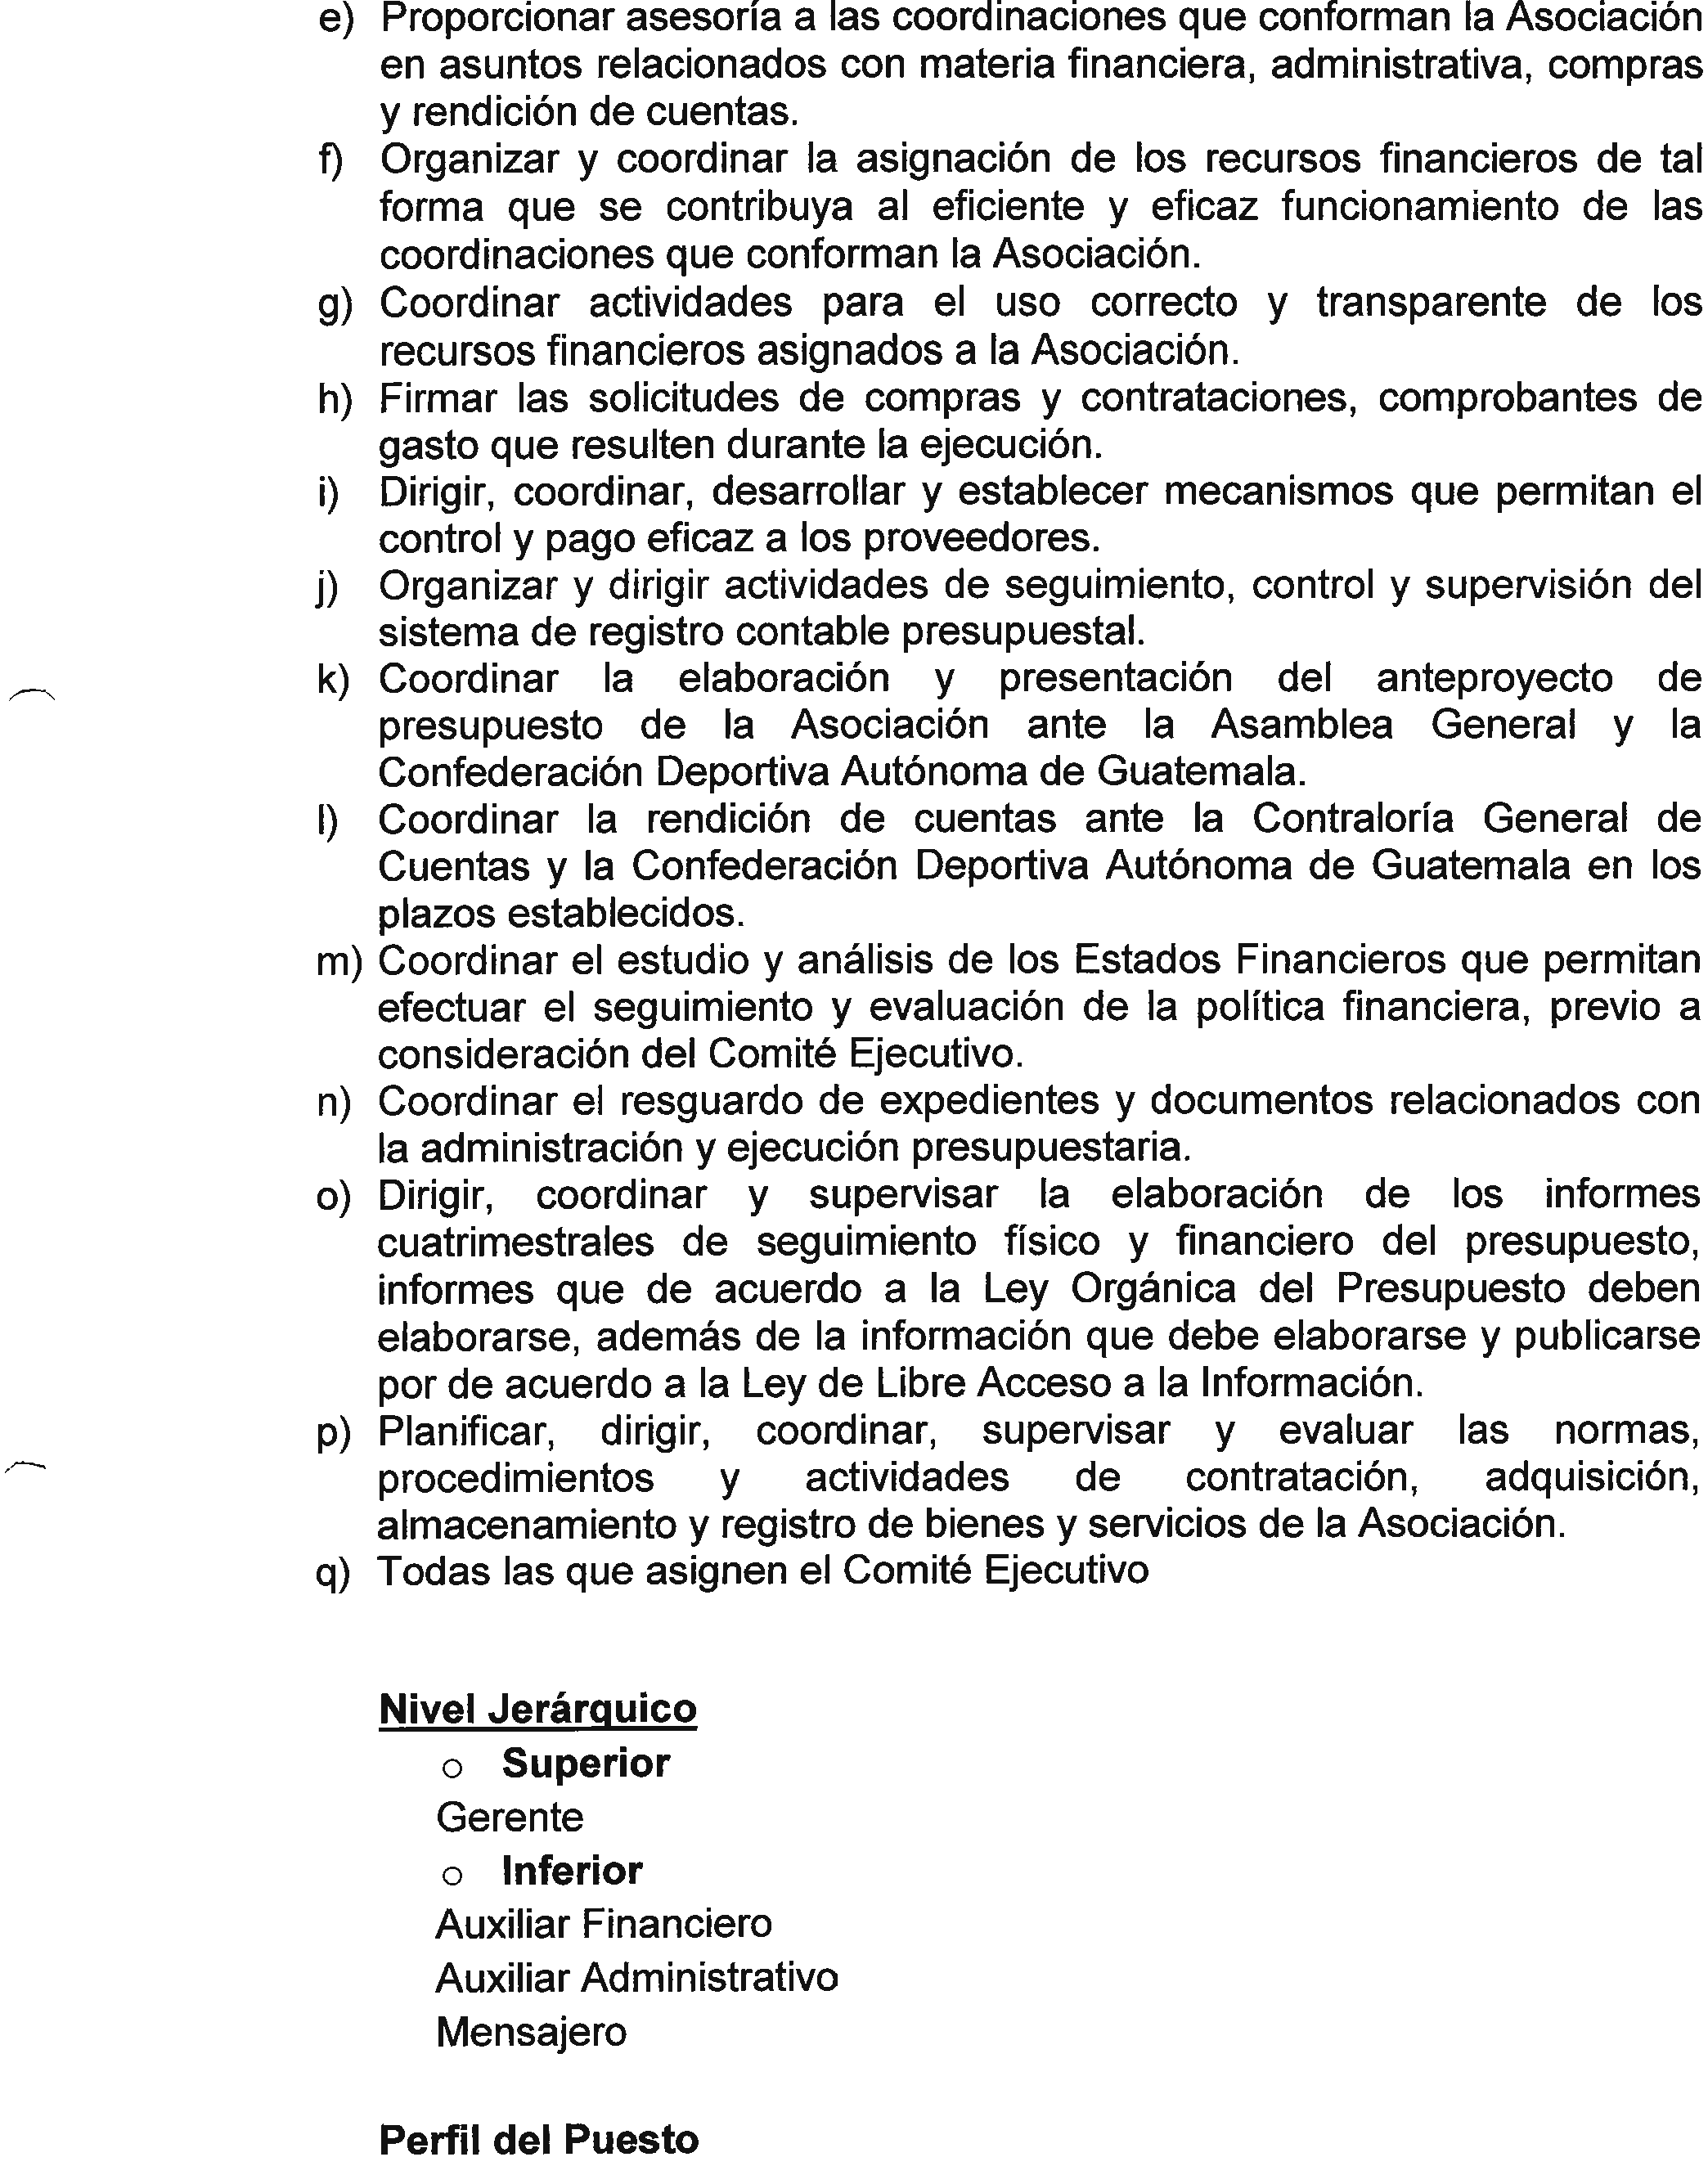 e) Proporcionar asesoría a las coordinaciones que conforman la Asociación
en asuntos relacionados con materia financiera, administrativa, compras
y rendición de cuentas.
f) Organizar y coordinar la asignación de los recursos financieros de tal
forma que se contribuya al eficiente y eficaz funcionamiento de las
coordinaciones que conforman la Asociación.
g) Coordinar actividades para el uso correcto y transparente de los
recursos financieros asignados a la Asociación.
h) Firmar las solicitudes de compras y contrataciones, comprobantes de
gasto que resulten durante la ejecución.
i) Dirigir, coordinar, desarrollar y establecer mecanismos que permitan el
control y pago eficaz a los proveedores.
j) Organizar y dirigir actividades de seguimiento, control y supervisión del
sistema de registro contable presupuestal.
k) Coordinar la elaboración y presentación del anteproyecto de
presupuesto de la Asociación ante la Asamblea General y la
Confederación Deportiva Autónoma de Guatemala.
l) Coordinar la rendición de cuentas ante la Contraloría General de
Cuentas y la Confederación Deportiva Autónoma de Guatemala en los
plazos establecidos.
m) Coordinar el estudio y análisis de los Estados Financieros que permitan
efectuar el seguimiento y evaluación de la política financiera, previo a
consideración del Comité Ejecutivo.
n) Coordinar el resguardo de expedientes y documentos relacionados con
la administración y ejecución presupuestaria.
o) Dirigir, coordinar y supervisar la elaboración de los informes
cuatrimestrales de seguimiento físico y financiero del presupuesto,
informes que de acuerdo a la Ley Orgánica del Presupuesto deben
elaborarse, además de la información que debe elaborarse y publicarse
por de acuerdo a la Ley de Libre Acceso a la Información.
p) Planificar, dirigir, coordinar, supervisar y evaluar las normas,
procedimientos y actividades de contratación, adquisición,
almacenamiento y registro de bienes y servicios de la Asociación.
q) Todas las que asignen el Comité Ejecutivo
Nivel Jerárquico
o Superior
Gerente
o Inferior
Auxiliar Financiero
Auxiliar Administrativo
Mensajero
Perfil del Puesto